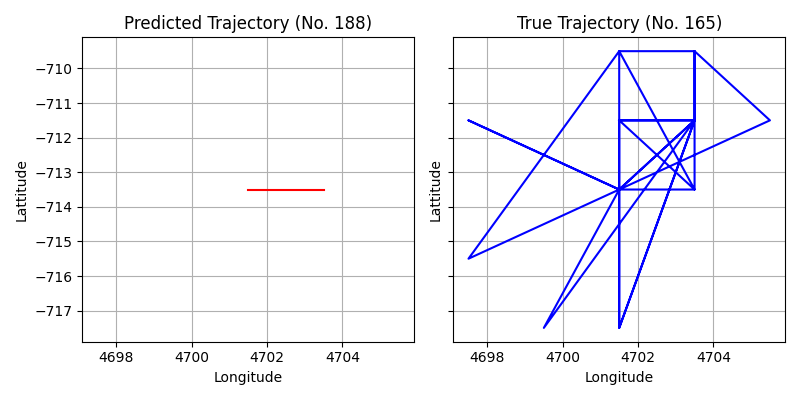 Predicted Trajectory (No. 188)
Lattitude
−710
−711
−712
−713
−714
−715
−716
−717
4698
4700
4702
4704
Longitude
True Trajectory (No. 165)
Lattitude
4698
4700
4702
4704
Longitude